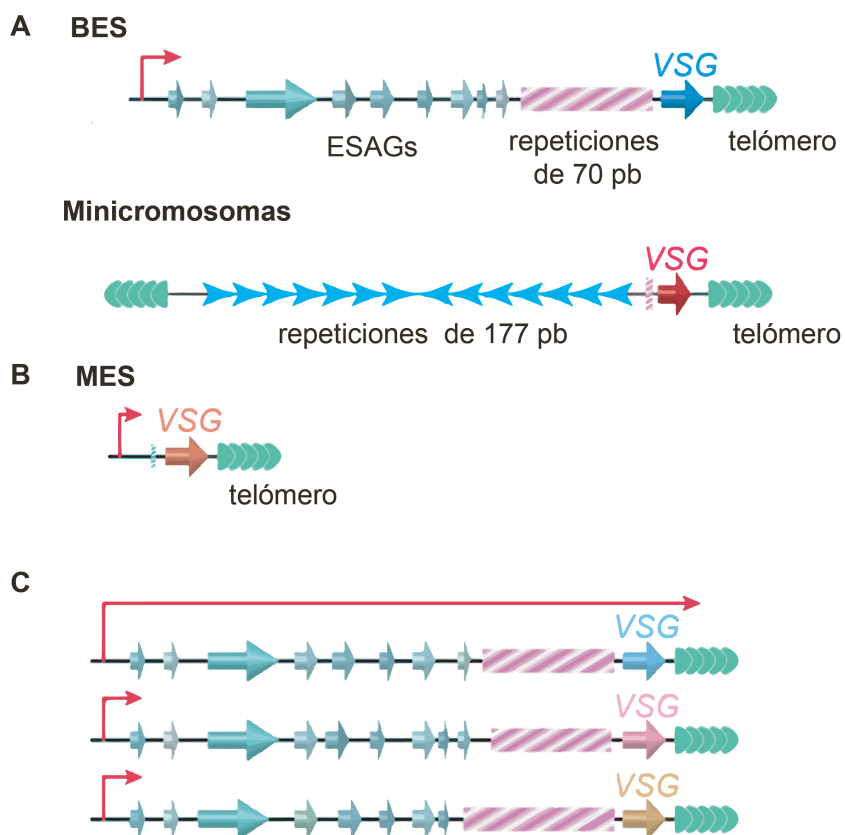 A BES
VSG
ESAGs
repeticiones
de 70 pb
telómero
Minicromosomas
VSG
repeticiones de 177 pb
telómero
B MES
VSG
telómero
C
VSG
VSG
VSG